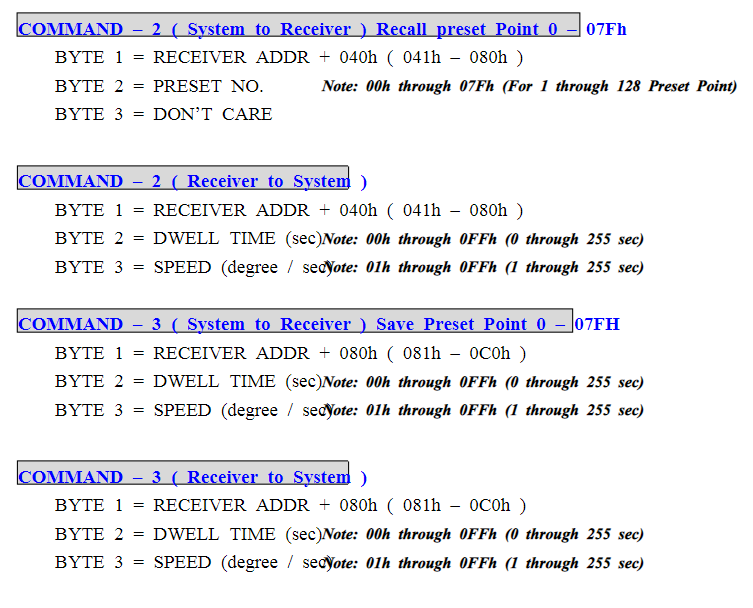 COMMAND – 2 ( System to Receiver ) Recall preset Point 0 – 07Fh
BYTE 1 = RECEIVER ADDR + 040h ( 041h – 080h )
BYTE 2 = PRESET NO. Note: 00h through 07Fh (For 1 through 128 Preset Point)
BYTE 3 = DON'T CARE
COMMAND – 2 ( Receiver to System )
BYTE 1 = RECEIVER ADDR + 040h ( 041h – 080h )
BYTE 2 = DWELL TIME (sec)Note: 00h through 0FFh (0 through 255 sec)
BYTE 3 = SPEED (degree / sec)Note: 01h through 0FFh (1 through 255 sec)
COMMAND – 3 ( System to Receiver ) Save Preset Point 0 – 07FH
BYTE 1 = RECEIVER ADDR + 080h ( 081h – 0C0h )
BYTE 2 = DWELL TIME (sec)Note: 00h through 0FFh (0 through 255 sec)
BYTE 3 = SPEED (degree / sec)Note: 01h through 0FFh (1 through 255 sec)
COMMAND – 3 ( Receiver to System )
BYTE 1 = RECEIVER ADDR + 080h ( 081h – 0C0h )
BYTE 2 = DWELL TIME (sec)Note: 00h through 0FFh (0 through 255 sec)
BYTE 3 = SPEED (degree / sec)Note: 01h through 0FFh (1 through 255 sec)